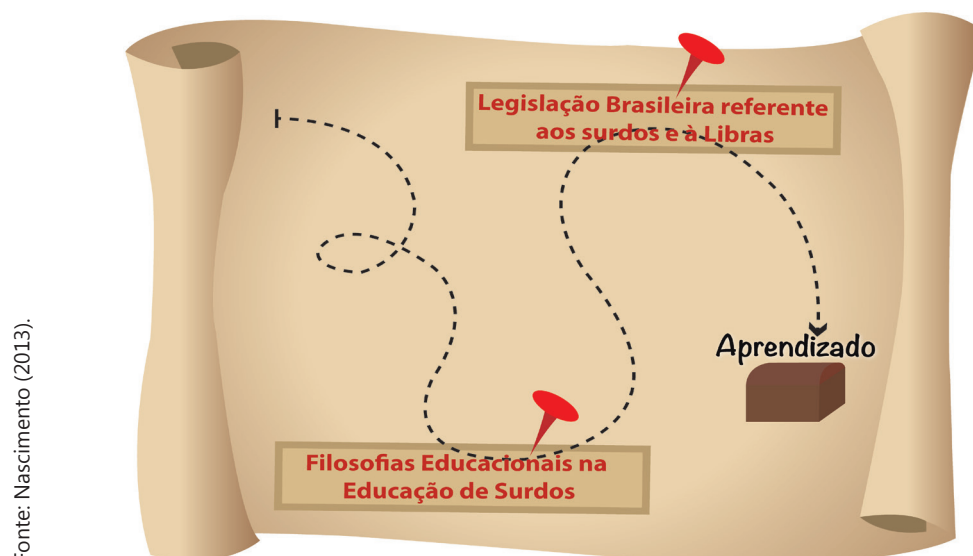 Legislação Brasileira referente
aos surdos e à Libras
Aprendizado
Filosofias Educacionais na
Educação de Surdos
Fonte: Nascimento (2013).